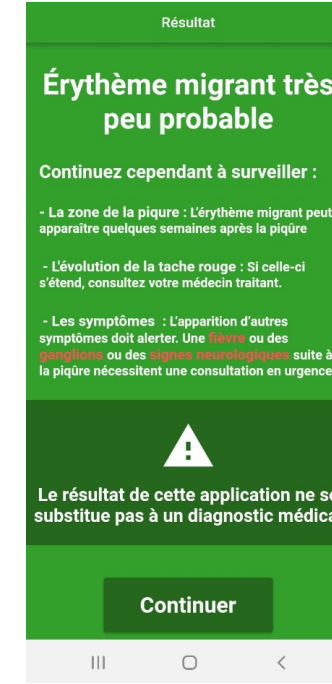 Résultat
Érythème migrant très
peu probable
Continuez cependant à surveiller :
- La zone de la piqure : L'érythème migrant peut
apparaître quelques semaines après la piqûre
- L'évolution de la tache rouge : Si celle-ci
s'étend, consultez votre médecin traitant.
- Les symptômes : L'apparition d'autres
symptômes doit alerter. Une fièvre ou des
ganglions ou des signes neurologiques suite à
la piqûre nécessitent une consultation en urgence
Le résultat de cette application ne se
substitue pas à un diagnostic médica
Continuer